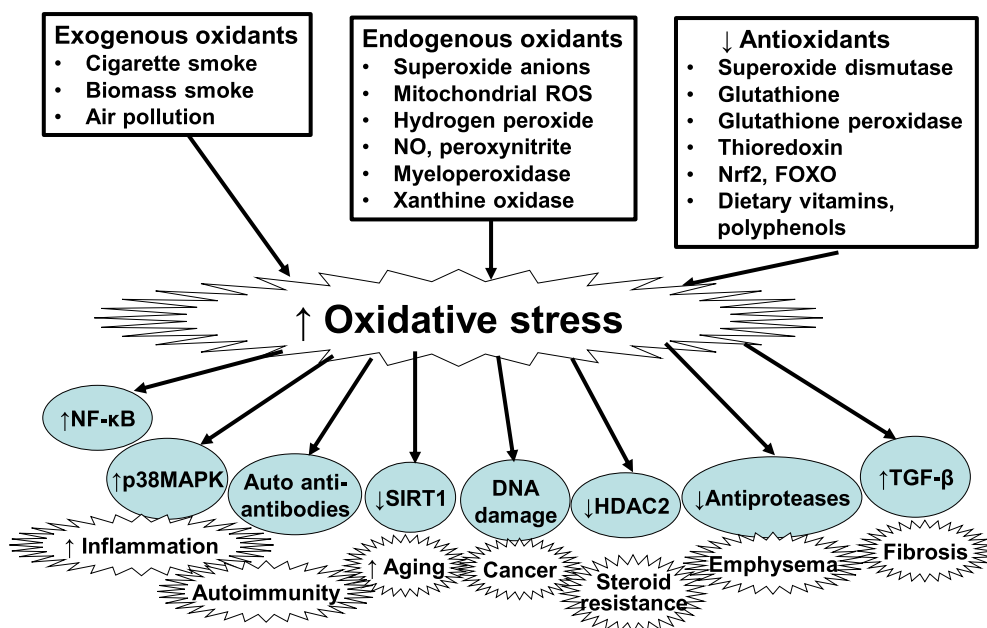 Exogenous oxidants
• Cigarette smoke
• Biomass smoke
• Air pollution
Endogenous oxidants
• Superoxide anions
• Mitochondrial ROS
• Hydrogen peroxide
• NO, peroxynitrite
• Myeloperoxidase
• Xanthine oxidase
↓ Antioxidants
• Superoxide dismutase
• Glutathione
• Glutathione peroxidase
• Thioredoxin
• Nrf2, FOXO
• Dietary vitamins,
polyphenols
↑ Oxidative stress
↑NF-κB
↑p38MAPK
Auto anti-
antibodies
↓SIRT1
DNA
damage
↓HDAC2
↓Antiproteases
↑TGF-β
↑ Inflammation
Autoimmunity
↑ Aging
Cancer
Steroid
resistance
Emphysema
Fibrosis